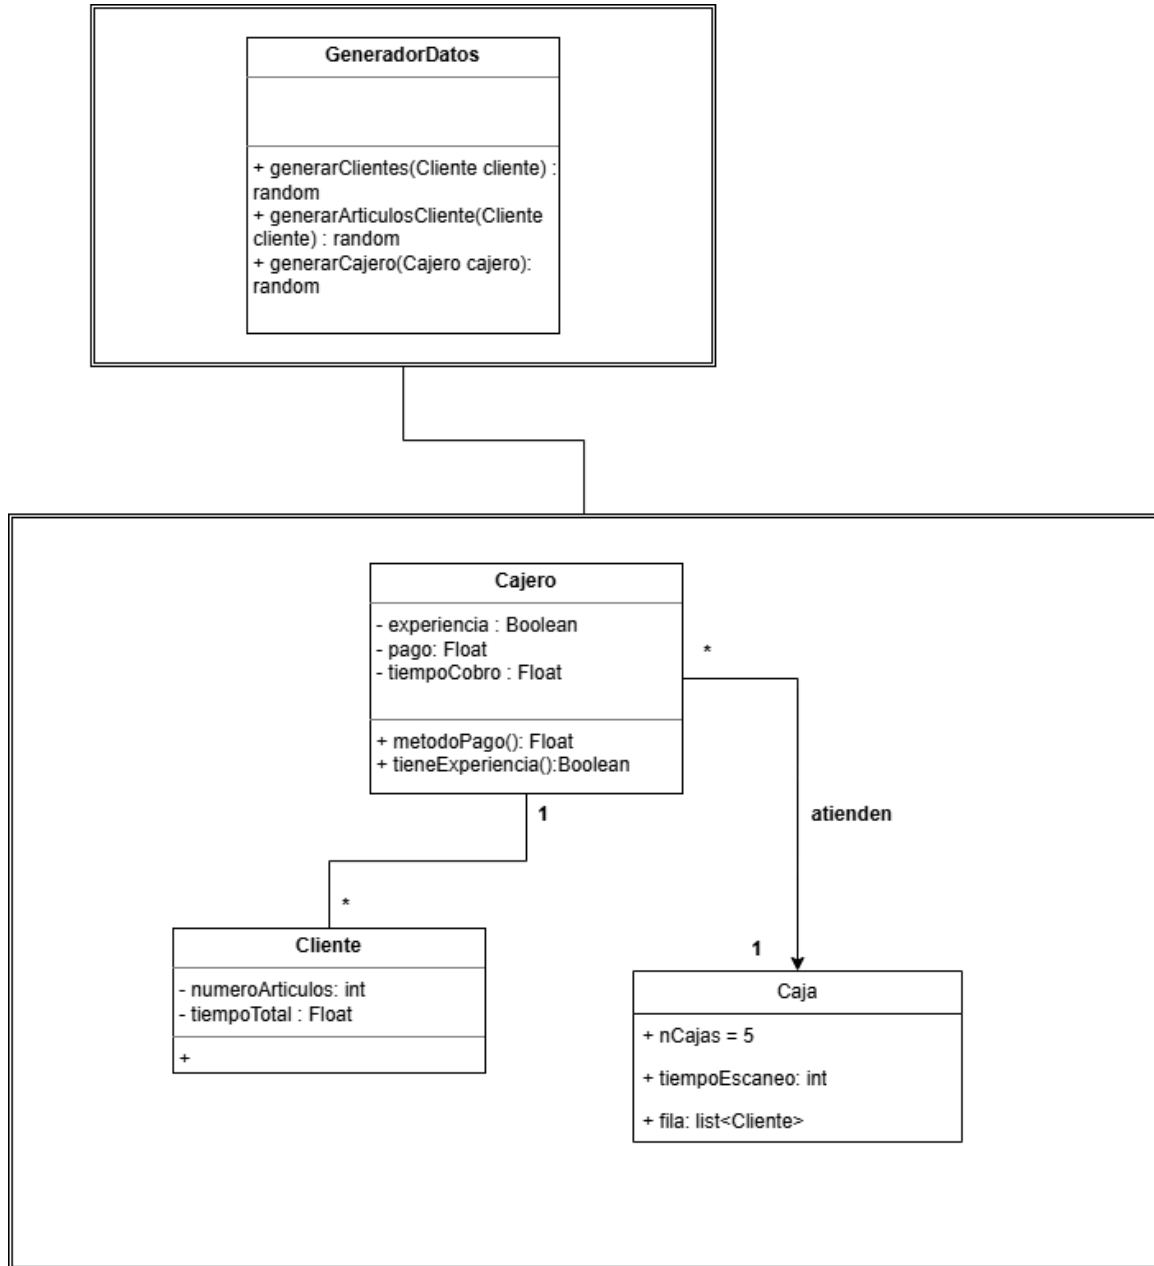 GeneradorDatos
+ generarClientes(Cliente cliente) :
random
+ generarArticulosCliente(Cliente
cliente) : random
+ generarCajero(Cajero cajero):
random
Cajero
- experiencia : Boolean
- pago: Float
- tiempoCobro : Float
+ metodoPago(): Float
+ tieneExperiencia():Boolean
*
1
atienden
*
1
Cliente
- numeroArticulos: int
- tiempoTotal : Float
+
Caja
+ nCajas = 5
+ tiempoEscaneo: int
+ fila: list<Cliente>